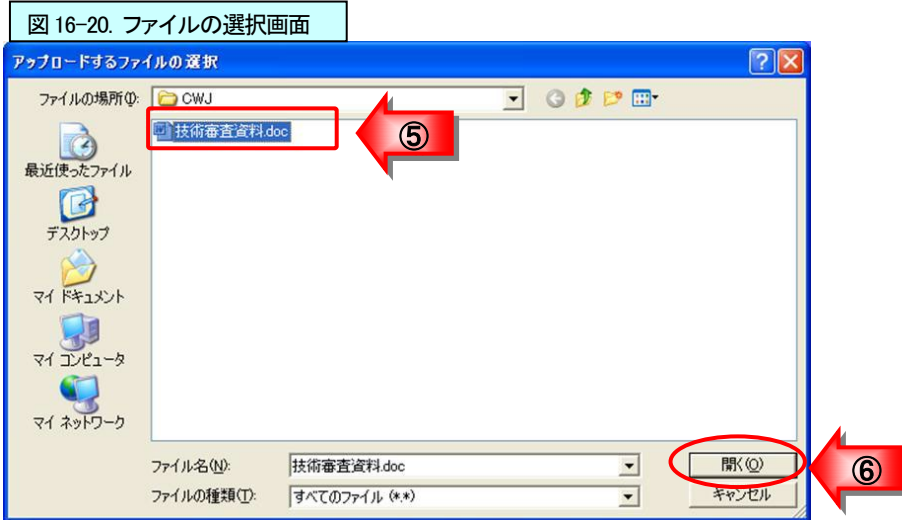 図 16-20. ファイルの選択画面
アップロードするファイルの選択
ファイルの場所(I):
CWJ
技術審査資料.doc
⑤
最近使ったファイル
デスクトップ
マイ ドキュメント
マイ コンピュータ
マイ ネットワーク
ファイル名(N):
技術審査資料.doc
開く(O)
⑥
ファイルの種類(T):
すべてのファイル (*.*)
キャンセル